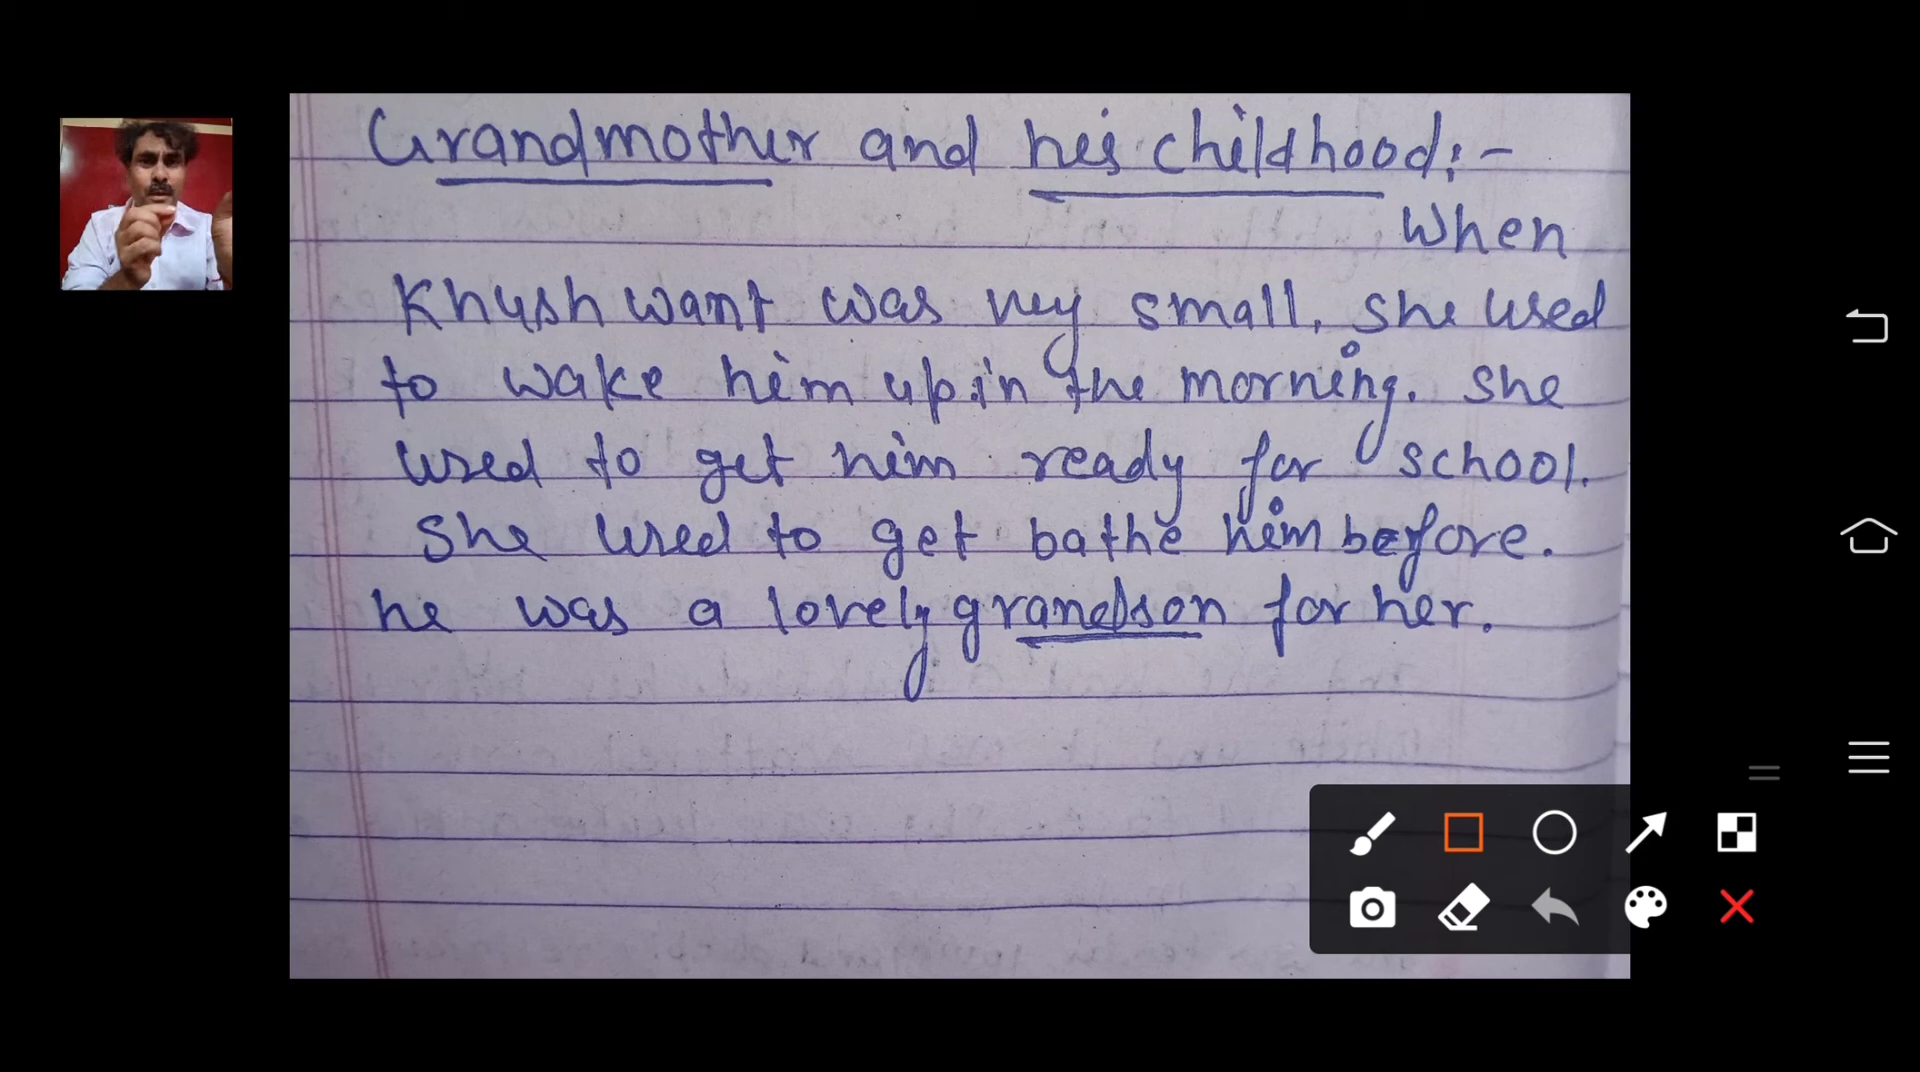 Grandmother and his childhood:-
When
Khushwant was very small. She used
to wake him up in the morning. She
used to get him ready for school.
She used to get bathe him before.
he was a lovely grandson for her.